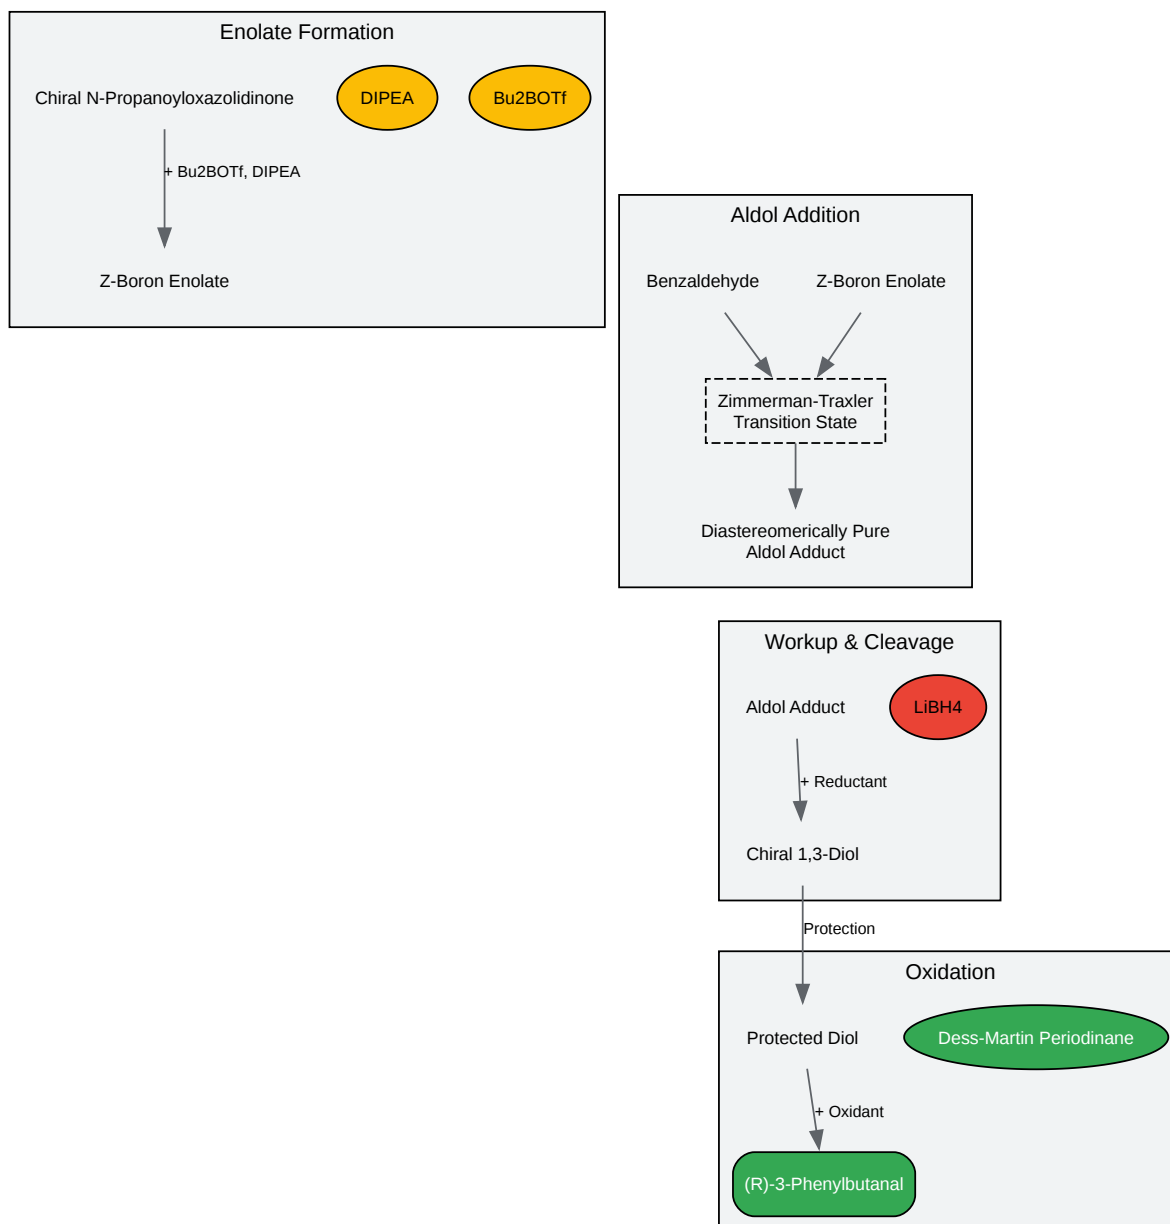 Enolate Formation
Chiral N-Propanoyloxazolidinone
DIPEA
Bu2BOTf
+ Bu2BOTf, DIPEA
Z-Boron Enolate
Aldol Addition
Benzaldehyde
Z-Boron Enolate
Zimmerman-Traxler
Transition State
Diastereomerically Pure
Aldol Adduct
Workup & Cleavage
Aldol Adduct
LiBH4
+ Reductant
Chiral 1,3-Diol
Protection
Oxidation
Protected Diol
Dess-Martin Periodinane
+ Oxidant
(R)-3-Phenylbutanal